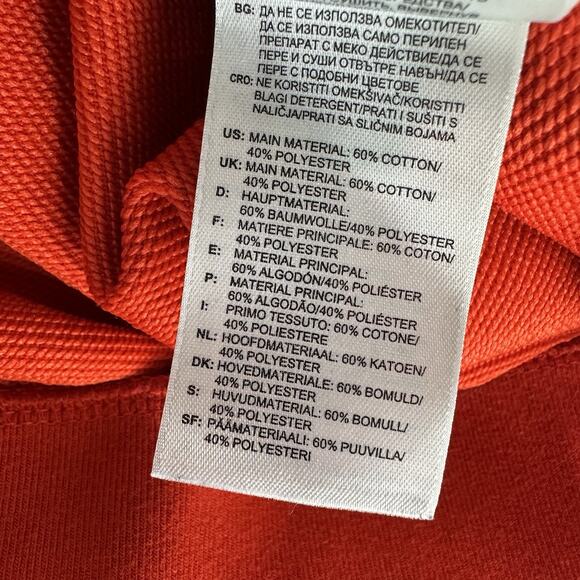 СРЕДСТВА/
BG: ДА НЕ СЕ ИЗПОЛЗВА ОМЕКОТИТЕЛ/
ДА СЕ ИЗПОЛЗВА САМО ПЕРИЛЕН
ПРЕПАРАТ С МЕКО ДЕЙСТВИЕ/ДА СЕ
ПЕРЕ И СУШИ ОТВЪТРЕ НАВЪН/ДА СЕ
ПЕРЕ С ПОДОБНИ ЦВЕТОВЕ
CRO: NE KORISTITI OMEKŠIVAČ/KORISTITI
BLAGI DETERGENT/PRATI I SUŠITI S
NALIČJA/PRATI SA SLIČNIM BOJAMA
US: MAIN MATERIAL: 60% COTTON/
40% POLYESTER
UK: MAIN MATERIAL: 60% COTTON/
40% POLYESTER
D: HAUPTMATERIAL:
60% BAUMWOLLE/40% POLYESTER
F: MATIERE PRINCIPALE: 60% COTON/
40% POLYESTER
E: MATERIAL PRINCIPAL:
60% ALGODÓN/40% POLIÉSTER
P: MATERIAL PRINCIPAL:
60% ALGODÃO/40% POLIÉSTER
I: PRIMO TESSUTO: 60% COTONE/
40% POLIESTERE
NL: HOOFDMATERIAAL: 60% KATOEN/
40% POLYESTER
DK: HOVEDMATERIALE: 60% BOMULD/
40% POLYESTER
S: HUVUDMATERIAL: 60% BOMULL/
40% POLYESTER
SF: PÄÄMATERIAALI: 60% PUUVILLA/
40% POLYESTERI